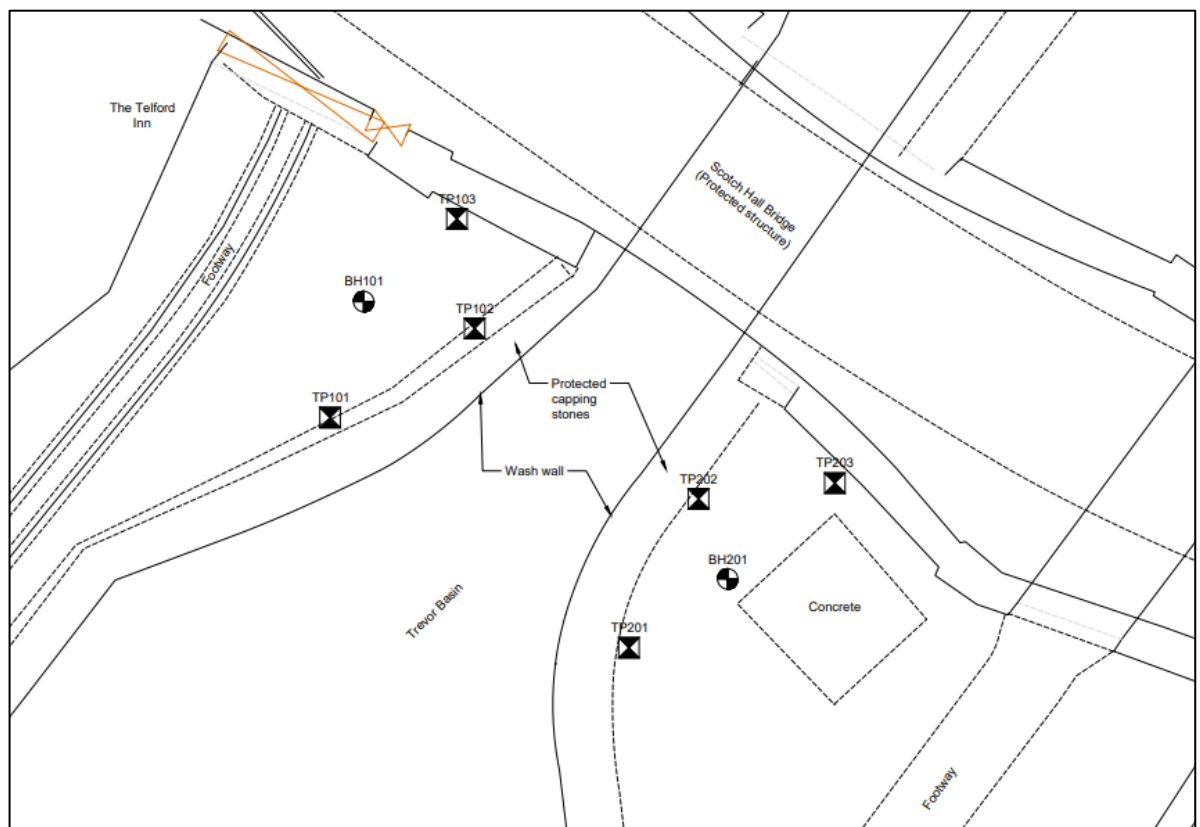 The Telford
Inn
Scotch Hall Bridge
(Protected structure)
TP103
Footway
BH101
TP102
Protected
capping
stones
TP101
Wash wall
TP203
TP202
BH201
Concrete
Trevor Basin
TP201
Footway